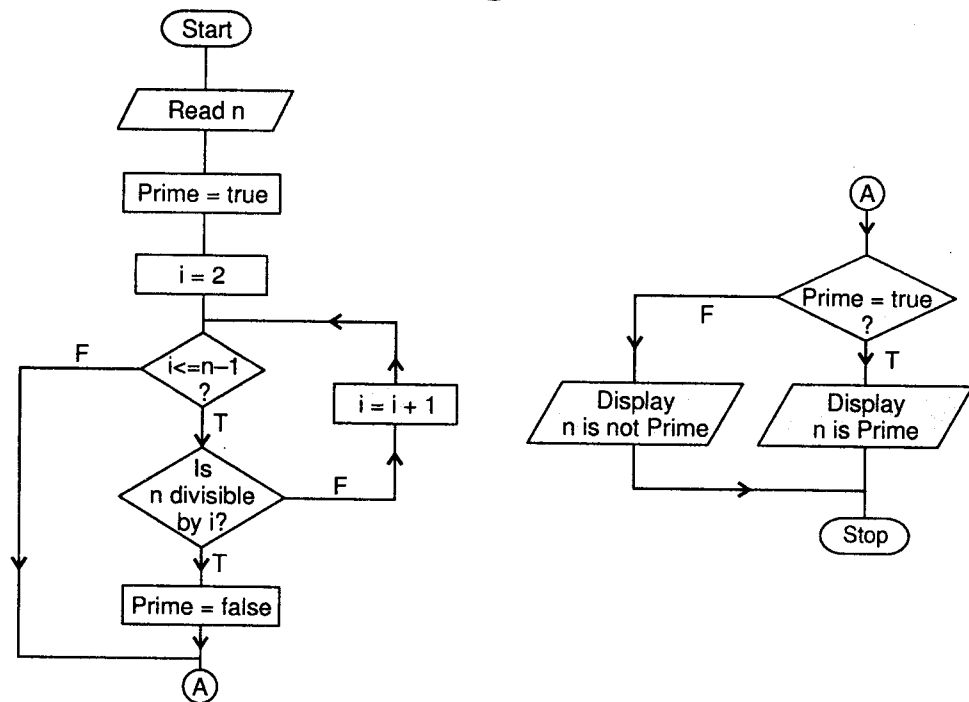 Start
Read n
Prime = true
i = 2
i<=n–1
?
F
T
i = i + 1
Is
n divisible
by i?
F
T
Prime = false
A
A
Prime = true
?
F
T
Display
n is not Prime
Display
n is Prime
Stop